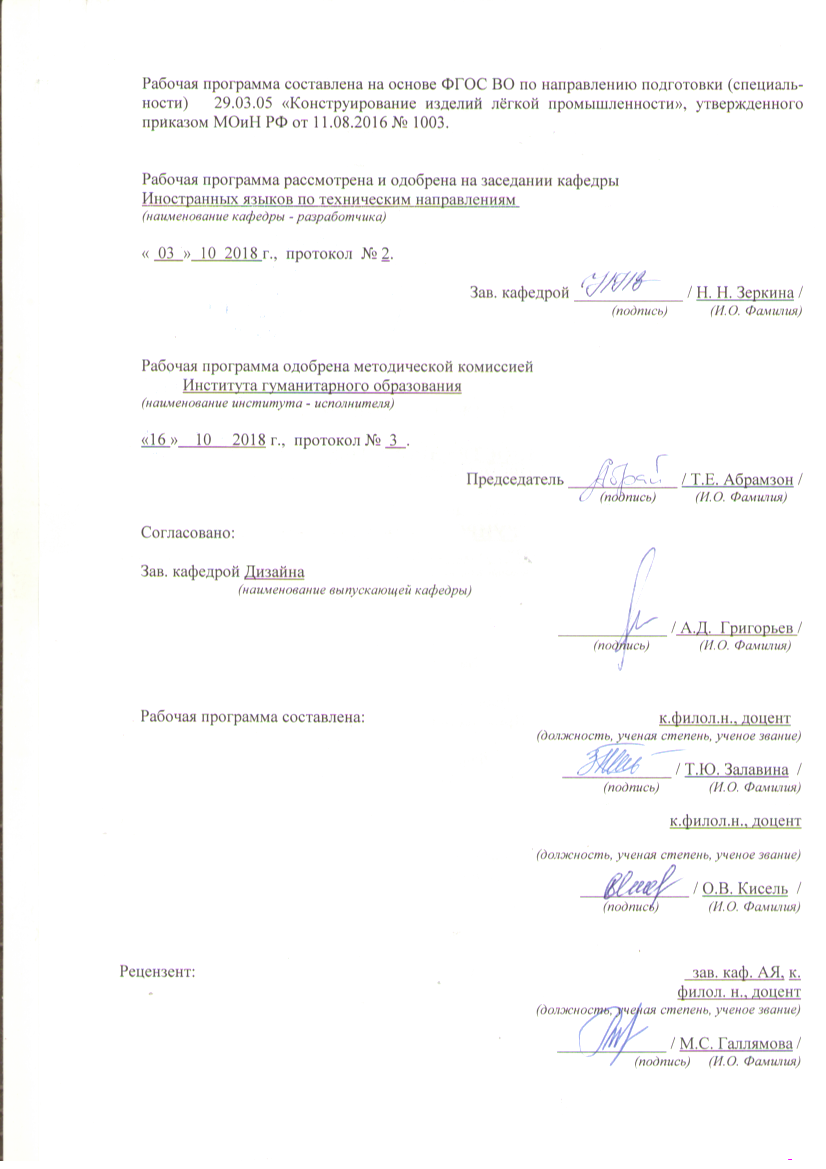 Рабочая программа составлена на основе ФГОС ВО по направлению подготовки (специаль-
ности) 29.03.05 «Конструирование изделий лёгкой промышленности», утвержденного
приказом МОиН РФ от 11.08.2016 № 1003.
Рабочая программа рассмотрена и одобрена на заседании кафедры
Иностранных языков по техническим направлениям
(наименование кафедры - разработчика)
« 03 » 10 2018 г., протокол № 2.
Зав. кафедрой / Н. Н. Зеркина /
(подпись) (И.О. Фамилия)
Рабочая программа одобрена методической комиссией
Института гуманитарного образования
(наименование института - исполнителя)
«16 » 10 2018 г., протокол № 3 .
Председатель / Т.Е. Абрамзон /
(подпись) (И.О. Фамилия)
Согласовано:
Зав. кафедрой Дизайна
(наименование выпускающей кафедры)
/ А.Д. Григорьев /
(подпись) (И.О. Фамилия)
Рабочая программа составлена: к.филол.н., доцент
(должность, ученая степень, ученое звание)
/ Т.Ю. Залавина /
(подпись) (И.О. Фамилия)
к.филол.н., доцент
(должность, ученая степень, ученое звание)
/ О.В. Кисель /
(подпись) (И.О. Фамилия)
Рецензент: зав. каф. АЯ, к.
филол. н., доцент
(должность, ученая степень, ученое звание)
/ М.С. Галлямова /
(подпись) (И.О. Фамилия)